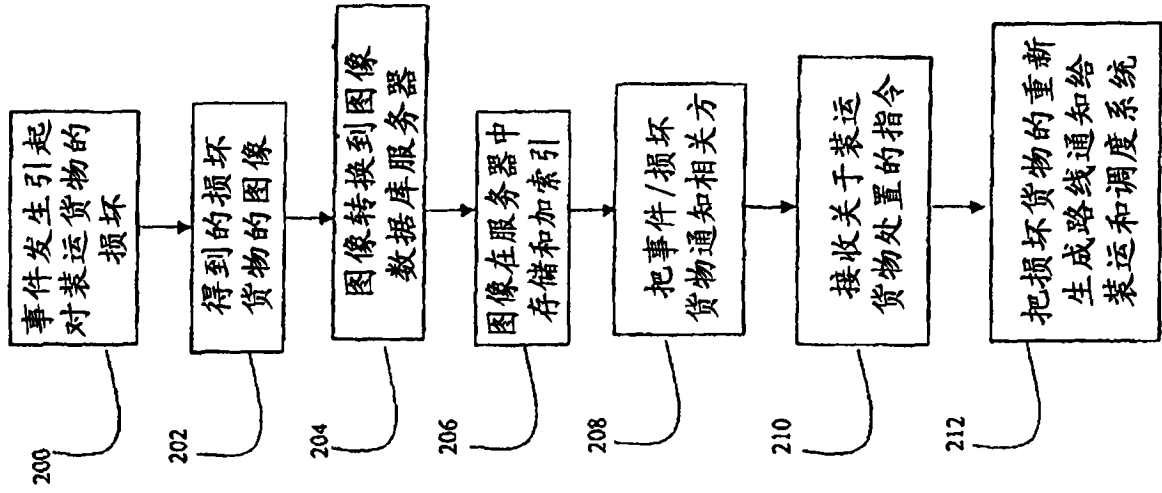 事件发生引起
对装运货物的
损坏
200
得到的损坏
货物的图像
202
图像转换到图像
数据库服务器
204
图像在服务器中
存储和加索引
206
把事件/损坏
货物通知相关方
208
接收关于装运
货物处置的指令
210
把损坏货物的重新
生成路线通知给
装运和调度系统
212